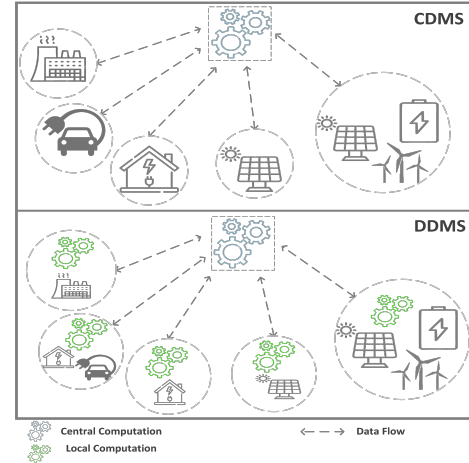 CDMS
DDMS
Central Computation
Data Flow
Local Computation